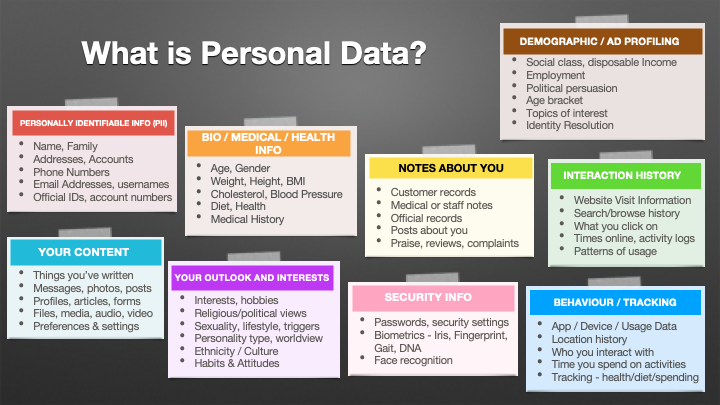 What is Personal Data?
DEMOGRAPHIC / AD PROFILING
• Social class, disposable Income
• Employment
• Political persuasion
• Age bracket
• Topics of interest
• Identity Resolution
PERSONALLY IDENTIFIABLE INFO (PII)
• Name, Family
• Addresses, Accounts
• Phone Numbers
• Email Addresses, usernames
• Official IDs, account numbers
BIO / MEDICAL / HEALTH
INFO
• Age, Gender
• Weight, Height, BMI
• Cholesterol, Blood Pressure
• Diet, Health
• Medical History
NOTES ABOUT YOU
• Customer records
• Medical or staff notes
• Official records
• Posts about you
• Praise, reviews, complaints
INTERACTION HISTORY
• Website Visit Information
• Search/browse history
• What you click on
• Times online, activity logs
• Patterns of usage
YOUR CONTENT
• Things you've written
• Messages, photos, posts
• Profiles, articles, forms
• Files, media, audio, video
• Preferences & settings
YOUR OUTLOOK AND INTERESTS
• Interests, hobbies
• Religious/political views
• Sexuality, lifestyle, triggers
• Personality type, worldview
• Ethnicity / Culture
• Habits & Attitudes
SECURITY INFO
• Passwords, security settings
• Biometrics - Iris, Fingerprint,
Gait, DNA
• Face recognition
BEHAVIOUR / TRACKING
• App / Device / Usage Data
• Location history
• Who you interact with
• Time you spend on activities
• Tracking - health/diet/spending